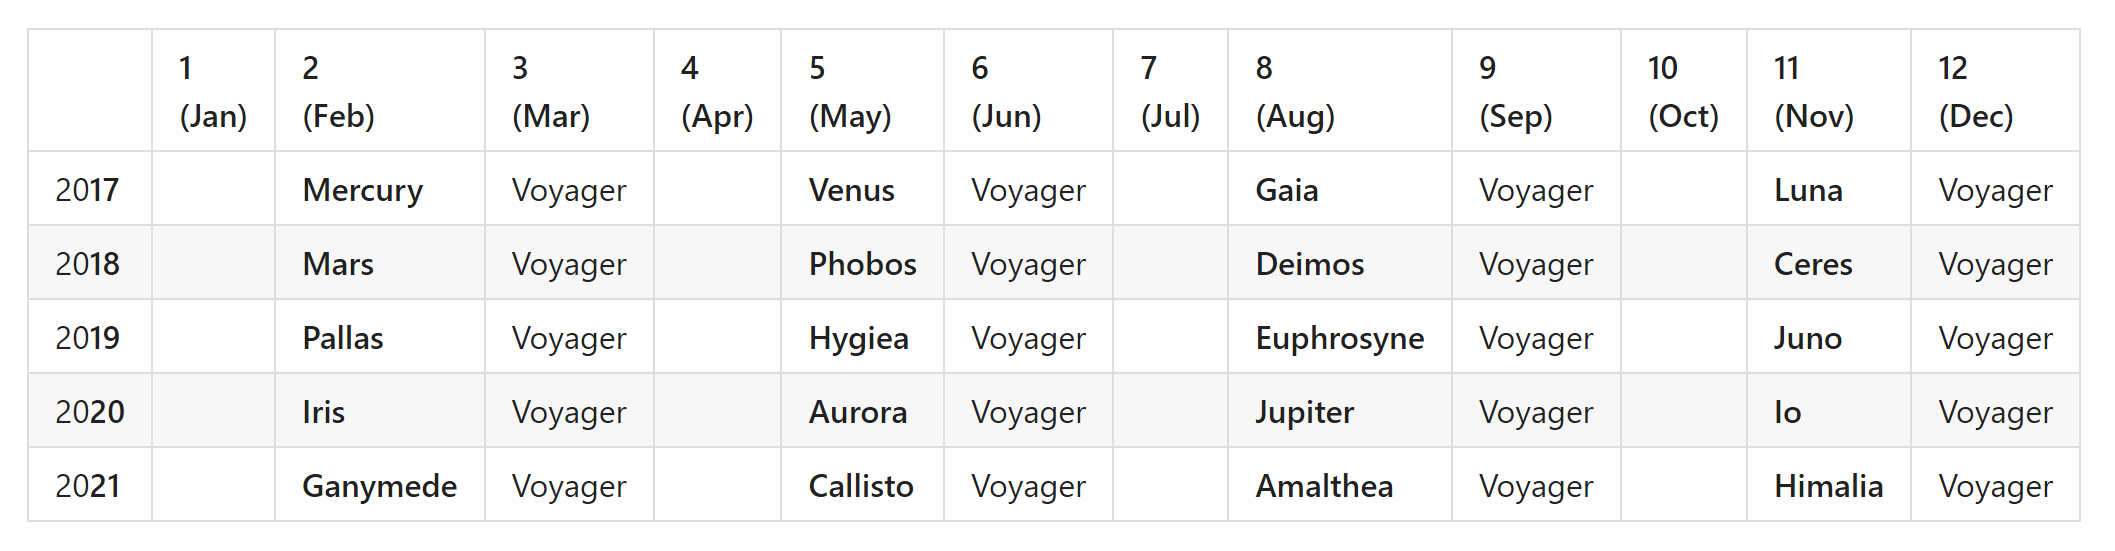 1 2 3 4 5 6 7 8 9 10 11 12
(Jan) (Feb) (Mar) (Apr) (May) (Jun) (Jul) (Aug) (Sep) (Oct) (Nov) (Dec)
2017 Mercury Voyager Venus Voyager Gaia Voyager Luna Voyager
2018 Mars Voyager Phobos Voyager Deimos Voyager Ceres Voyager
2019 Pallas Voyager Hygiea Voyager Euphrosyne Voyager Juno Voyager
2020 Iris Voyager Aurora Voyager Jupiter Voyager Io Voyager
2021 Ganymede Voyager Callisto Voyager Amalthea Voyager Himalia Voyager